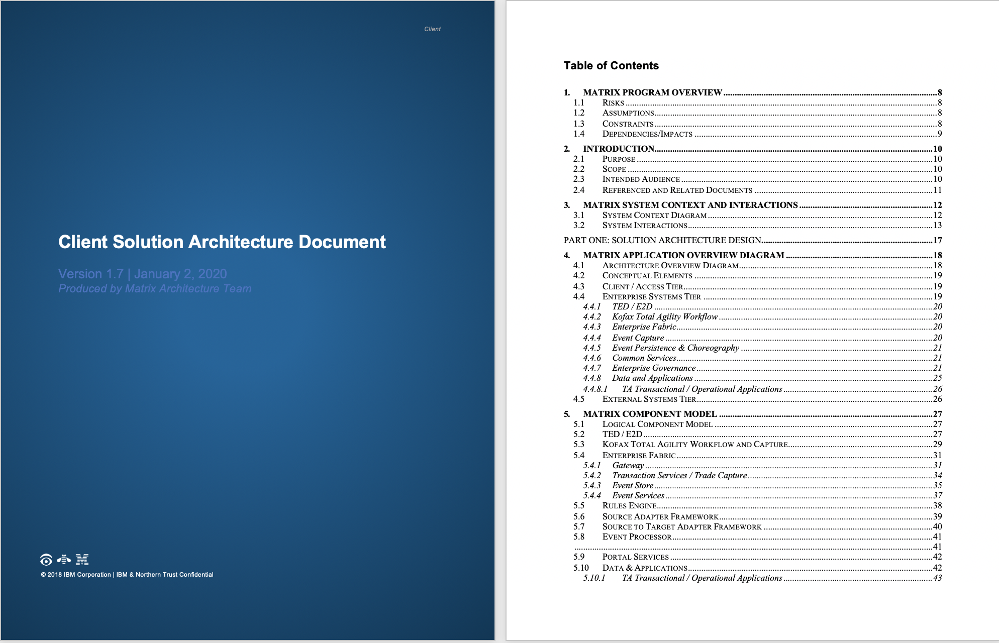 Client
Client Solution Architecture Document
Version 1.7 | January 2, 2020
Produced by Matrix Architecture Team
IBM
© 2018 IBM Corporation | IBM & Northern Trust Confidential
Table of Contents
1. MATRIX PROGRAM OVERVIEW 8
1.1 RISKS 8
1.2 ASSUMPTIONS 8
1.3 CONSTRAINTS 8
1.4 DEPENDENCIES/IMPACTS 9
2. INTRODUCTION 10
2.1 PURPOSE 10
2.2 SCOPE 10
2.3 INTENDED AUDIENCE 10
2.4 REFERENCED AND RELATED DOCUMENTS 11
3. MATRIX SYSTEM CONTEXT AND INTERACTIONS 12
3.1 SYSTEM CONTEXT DIAGRAM 12
3.2 SYSTEM INTERACTIONS 13
PART ONE: SOLUTION ARCHITECTURE DESIGN 17
4. MATRIX APPLICATION OVERVIEW DIAGRAM 18
4.1 ARCHITECTURE OVERVIEW DIAGRAM 18
4.2 CONCEPTUAL ELEMENTS 19
4.3 CLIENT / ACCESS TIER 19
4.4 ENTERPRISE SYSTEMS TIER 19
4.4.1 TED / E2D 20
4.4.2 Kofax Total Agility Workflow 20
4.4.3 Enterprise Fabric 20
4.4.4 Event Capture 20
4.4.5 Event Persistence & Choreography 21
4.4.6 Common Services 21
4.4.7 Enterprise Governance 21
4.4.8 Data and Applications 25
4.4.8.1 TA Transactional / Operational Applications 26
4.5 EXTERNAL SYSTEMS TIER 26
5. MATRIX COMPONENT MODEL 27
5.1 LOGICAL COMPONENT MODEL 27
5.2 TED / E2D 27
5.3 KOFAX TOTAL AGILITY WORKFLOW AND CAPTURE 29
5.4 ENTERPRISE FABRIC 31
5.4.1 Gateway 31
5.4.2 Transaction Services / Trade Capture 34
5.4.3 Event Store 35
5.4.4 Event Services 37
5.5 RULES ENGINE 38
5.6 SOURCE ADAPTER FRAMEWORK 39
5.7 SOURCE TO TARGET ADAPTER FRAMEWORK 40
5.8 EVENT PROCESSOR 41
41
5.9 PORTAL SERVICES 42
5.10 DATA & APPLICATIONS 42
5.10.1 TA Transactional / Operational Applications 43